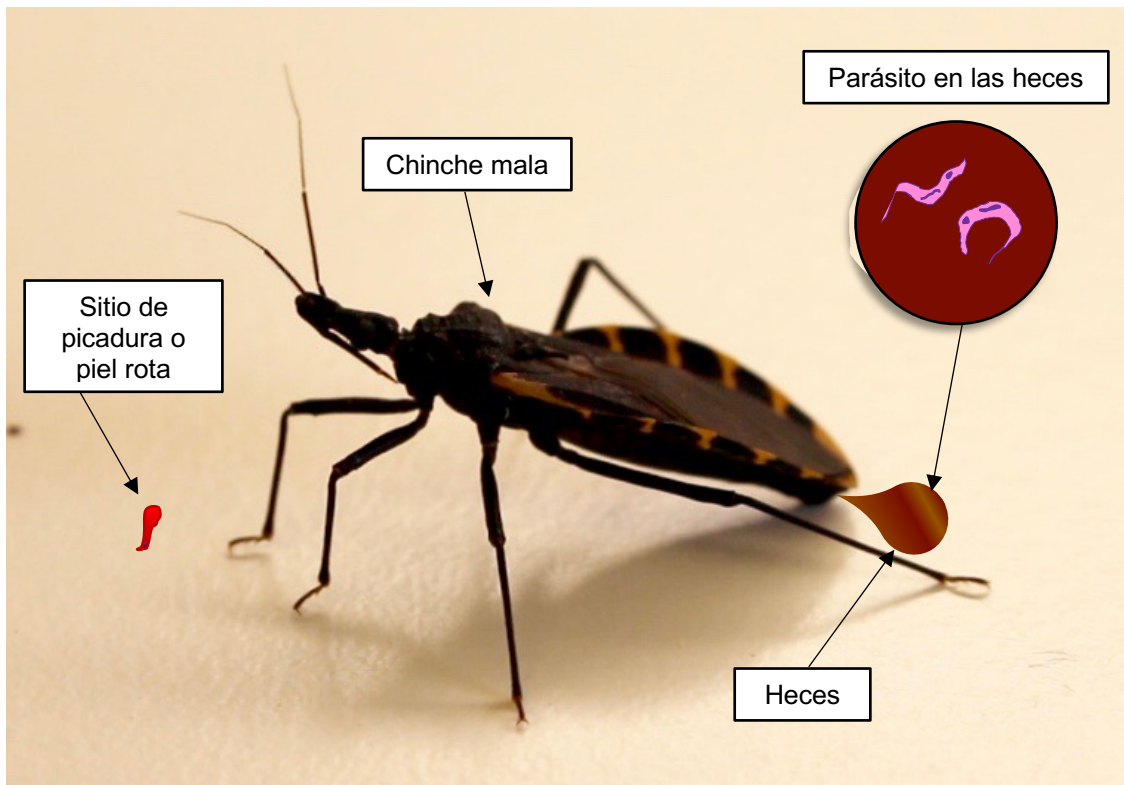 Parásito en las heces
Chinche mala
Sitio de
picadura o
piel rota
Heces